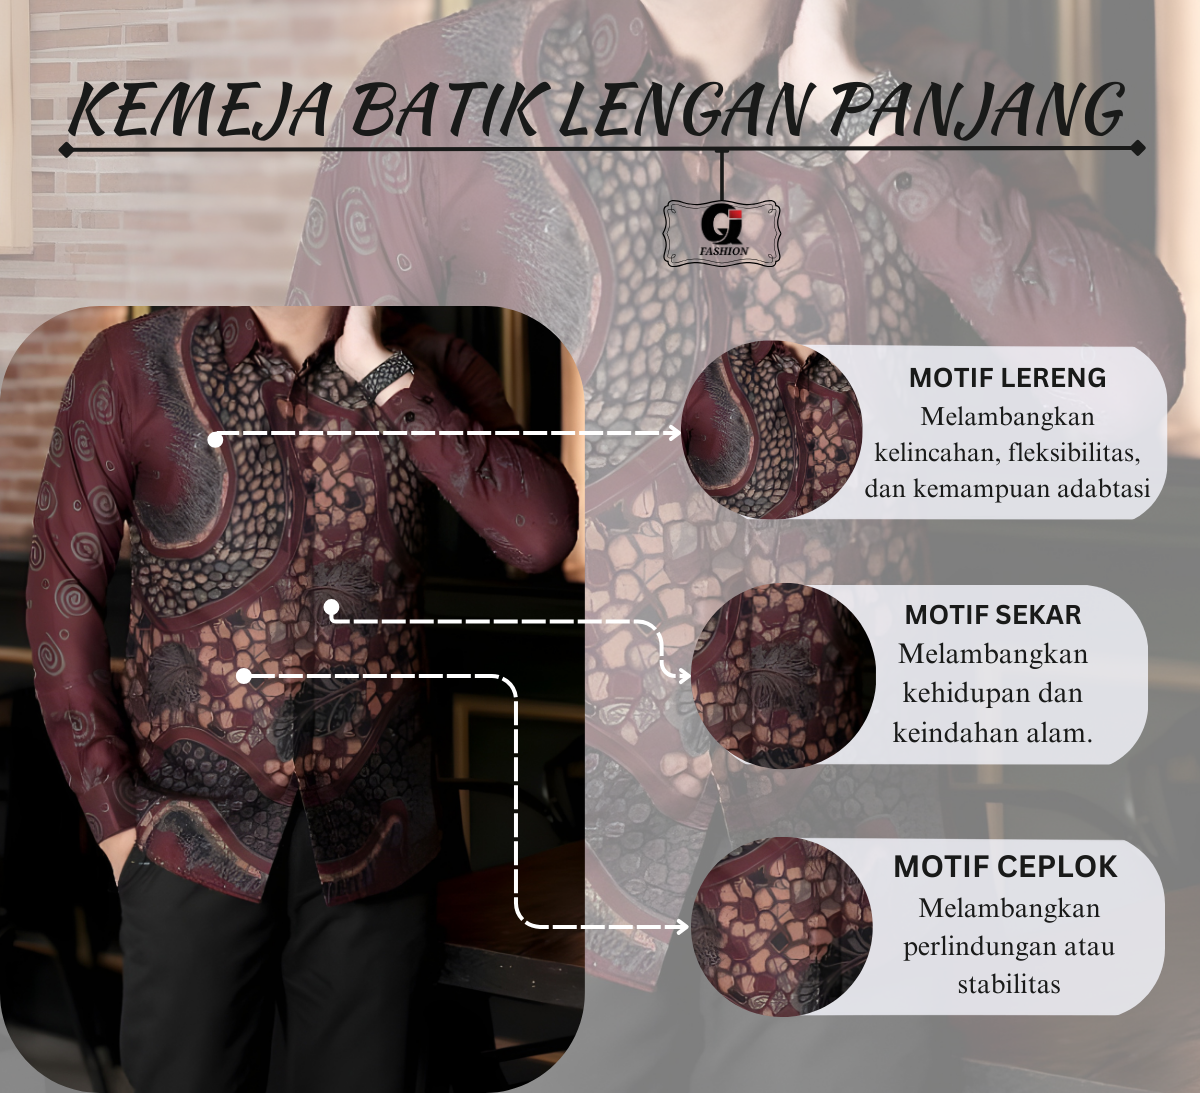 KEMEJA BATIK LENGAN PANJANG
GJ
FASHION
MOTIF LERENG
Melambangkan
kelincahan, fleksibilitas,
dan kemampuan adabtasi
MOTIF SEKAR
Melambangkan
kehidupan dan
keindahan alam.
MOTIF CEPLOK
Melambangkan
perlindungan atau
stabilitas